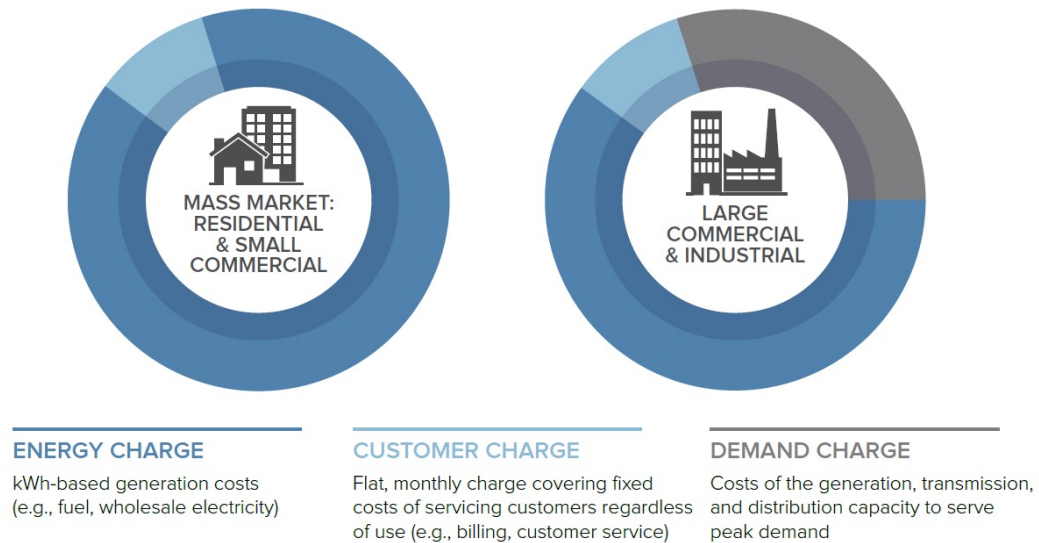 MASS MARKET:
RESIDENTIAL
& SMALL
COMMERCIAL
LARGE
COMMERCIAL
& INDUSTRIAL
ENERGY CHARGE
kWh-based generation costs
(e.g., fuel, wholesale electricity)
CUSTOMER CHARGE
Flat, monthly charge covering fixed
costs of servicing customers regardless
of use (e.g., billing, customer service)
DEMAND CHARGE
Costs of the generation, transmission,
and distribution capacity to serve
peak demand